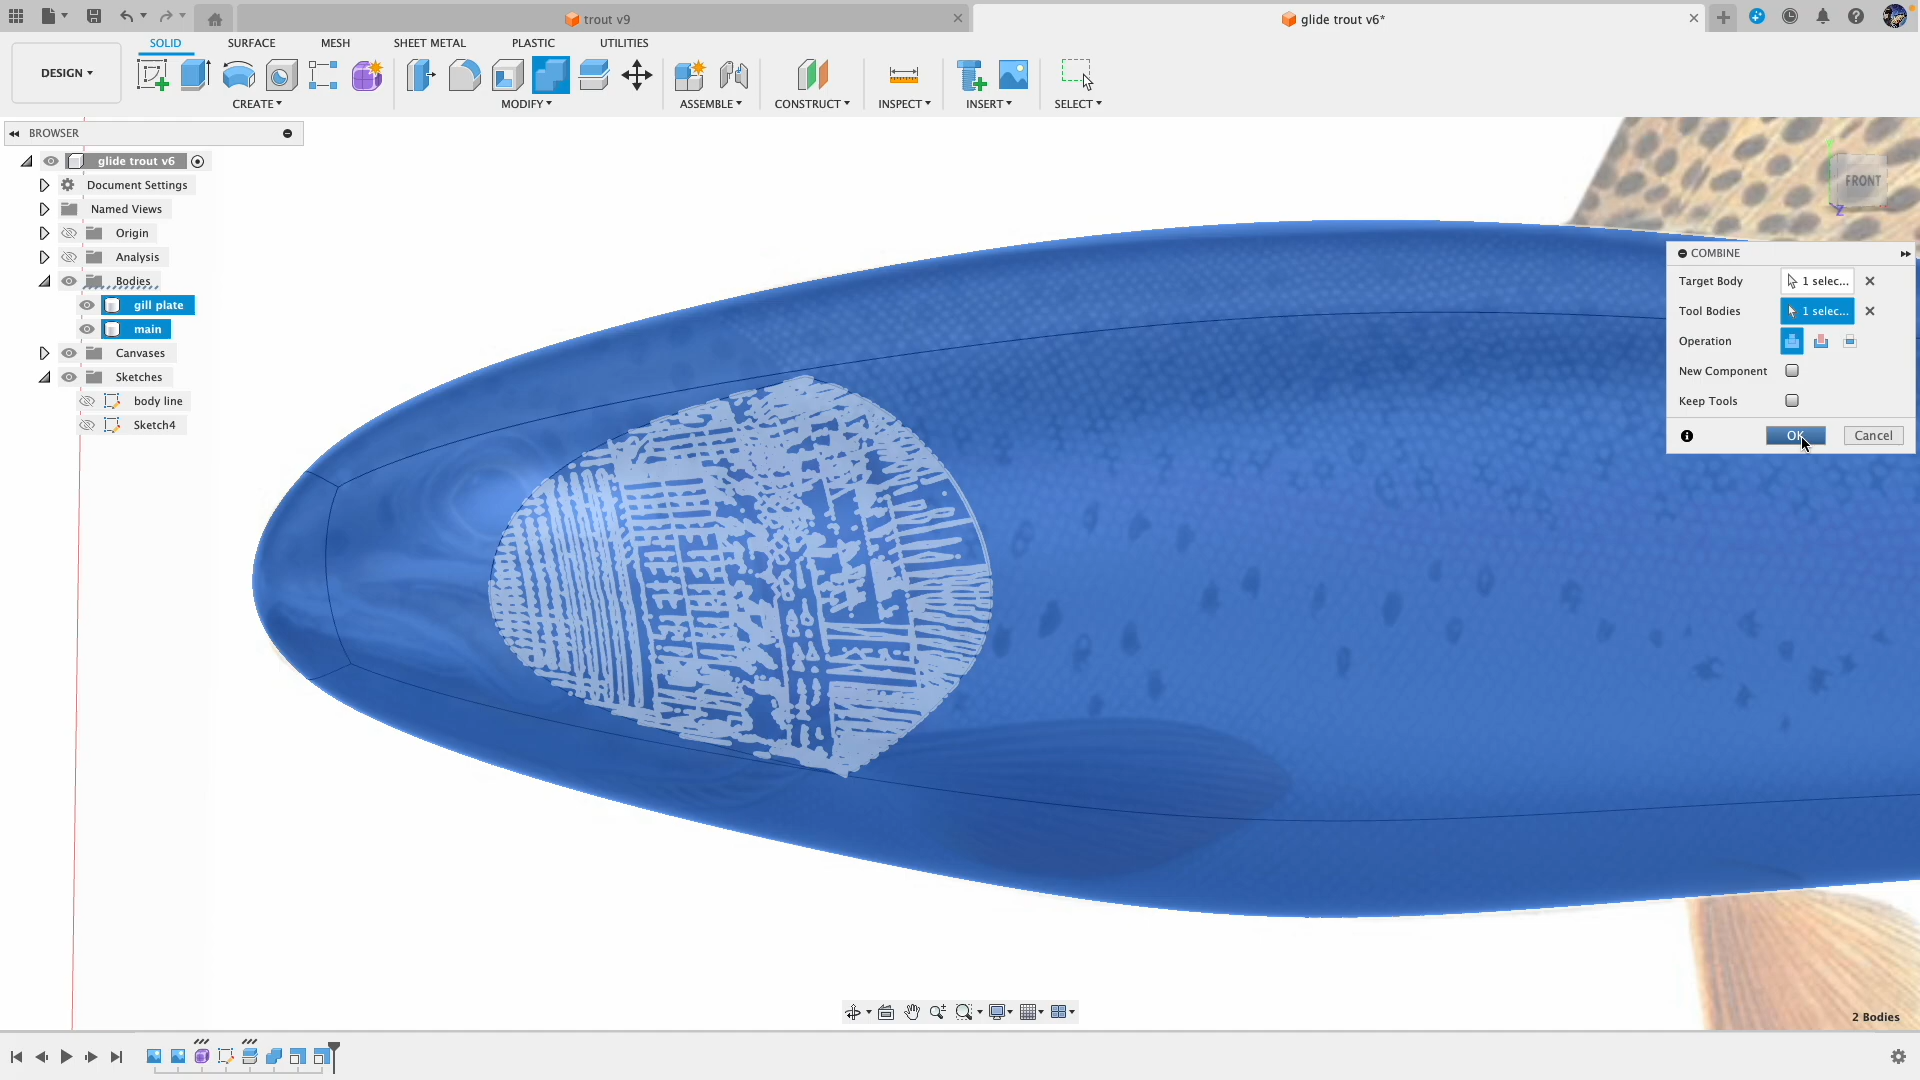 trout v9
glide trout v6*
DESIGN
SOLID
SURFACE
MESH
SHEET METAL
PLASTIC
UTILITIES
CREATE
MODIFY
ASSEMBLE
CONSTRUCT
INSPECT
INSERT
SELECT
BROWSER
glide trout v6
Document Settings
Named Views
Origin
Analysis
Bodies
gill plate
main
Canvases
Sketches
body line
Sketch4
FRONT
Z
COMBINE
Target Body
1 selec...
Tool Bodies
1 selec...
Operation
New Component
Keep Tools
OK
Cancel
2 Bodies